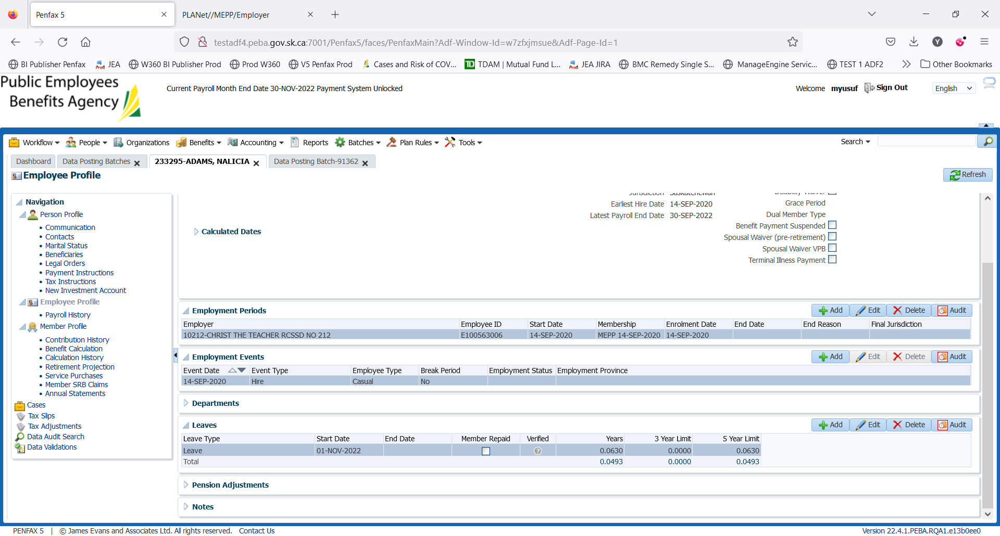 Penfax 5
PLANet//MEPP/Employer
testadf4.peba.gov.sk.ca:7001/Penfax5/faces/PenfaxMain?Adf-Window-Id=w7zfxjmsue&Adf-Page-Id=1
Y
BI Publisher Penfax JEA W360 BI Publisher Prod Prod W360 V5 Penfax Prod Cases and Risk of COV... TDAM | Mutual Fund L... JEA JIRA BMC Remedy Single S... ManageEngine Servic... TEST 1 ADF2 Other Bookmarks
Public Employees
Benefits Agency
Current Payroll Month End Date 30-NOV-2022 Payment System Unlocked
Welcome myusuf Sign Out English
Workflow People Organizations Benefits Accounting Reports Batches Plan Rules Tools Search
Dashboard Data Posting Batches 233295-ADAMS, NALICIA Data Posting Batch-91362
Employee Profile
Refresh
Navigation
Person Profile
Communication
Contacts
Marital Status
Beneficiaries
Legal Orders
Payment Instructions
Tax Instructions
New Investment Account
Employee Profile
Payroll History
Member Profile
Contribution History
Benefit Calculation
Calculation History
Retirement Projection
Service Purchases
Member SRB Claims
Annual Statements
Cases
Tax Slips
Tax Adjustments
Data Audit Search
Data Validations
Jurisdiction Saskatchewan
Earliest Hire Date 14-SEP-2020
Latest Payroll End Date 30-SEP-2022
Calculated Dates
Disability Waiver
Grace Period
Dual Member Type
Benefit Payment Suspended
Spousal Waiver (pre-retirement)
Spousal Waiver VPB
Terminal Illness Payment
Employment Periods Add Edit Delete Audit
Employer Employee ID Start Date Membership Enrolment Date End Date End Reason Final Jurisdiction
10212-CHRIST THE TEACHER RCSSD NO 212 E100563006 14-SEP-2020 MEPP 14-SEP-2020 14-SEP-2020
Employment Events Add Edit Delete Audit
Event Date Event Type Employee Type Break Period Employment Status Employment Province
14-SEP-2020 Hire Casual No
Departments
Leaves Add Edit Delete Audit
Leave Type Start Date End Date Member Repaid Verified Years 3 Year Limit 5 Year Limit
Leave 01-NOV-2022 0.0630 0.0000 0.0630
Total 0.0493 0.0000 0.0493
Pension Adjustments
Notes
PENFAX 5 | © James Evans and Associates Ltd. All rights reserved. Contact Us
Version 22.4.1.PEBA.RQA1.e13b0ee0